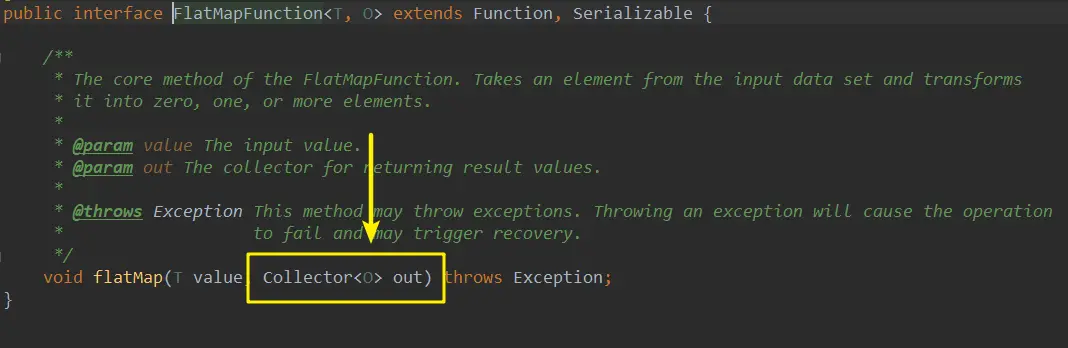 public interface FlatMapFunction<T, O> extends Function, Serializable {
/**
* The core method of the FlatMapFunction. Takes an element from the input data set and transforms
* it into zero, one, or more elements.
*
* @param value The input value.
* @param out The collector for returning result values.
*
* @throws Exception This method may throw exceptions. Throwing an exception will cause the operation
* to fail and may trigger recovery.
*/
void flatMap(T value, Collector<O> out) throws Exception;
}